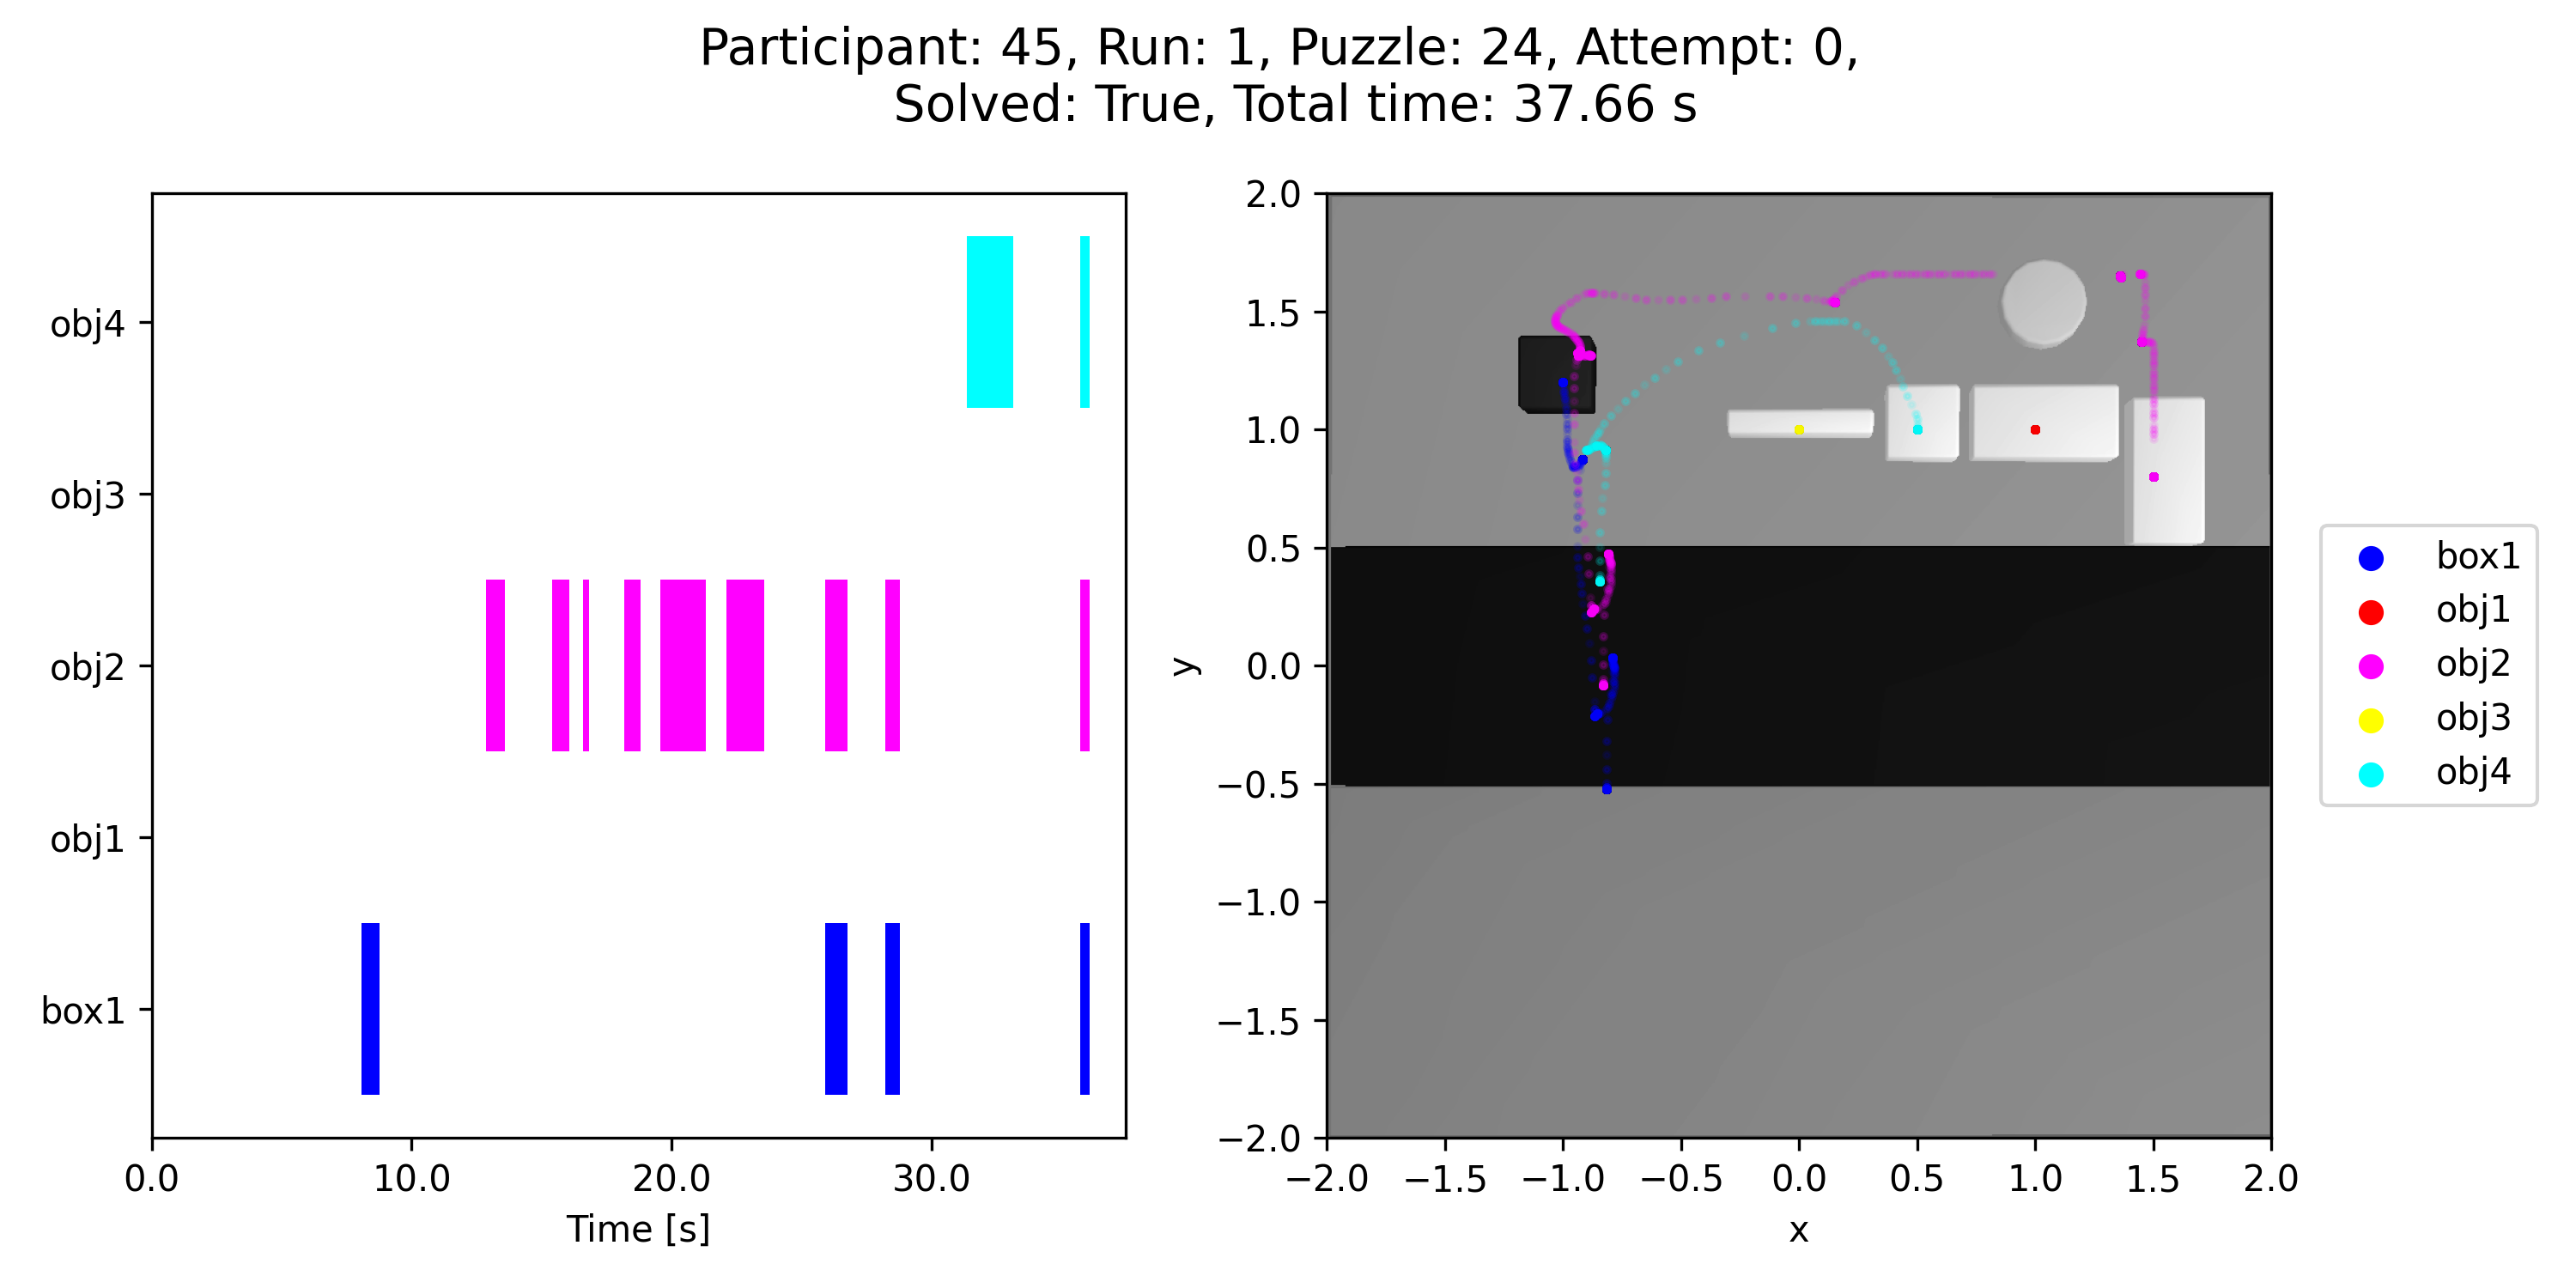 Participant: 45, Run: 1, Puzzle: 24, Attempt: 0,
Solved: True, Total time: 37.66 s
obj4
obj3
obj2
obj1
box1
0.0 10.0 20.0 30.0
Time [s]
2.0
1.5
1.0
0.5
0.0
−0.5
−1.0
−1.5
−2.0
y
−2.0 −1.5 −1.0 −0.5 0.0 0.5 1.0 1.5 2.0
x
box1
obj1
obj2
obj3
obj4